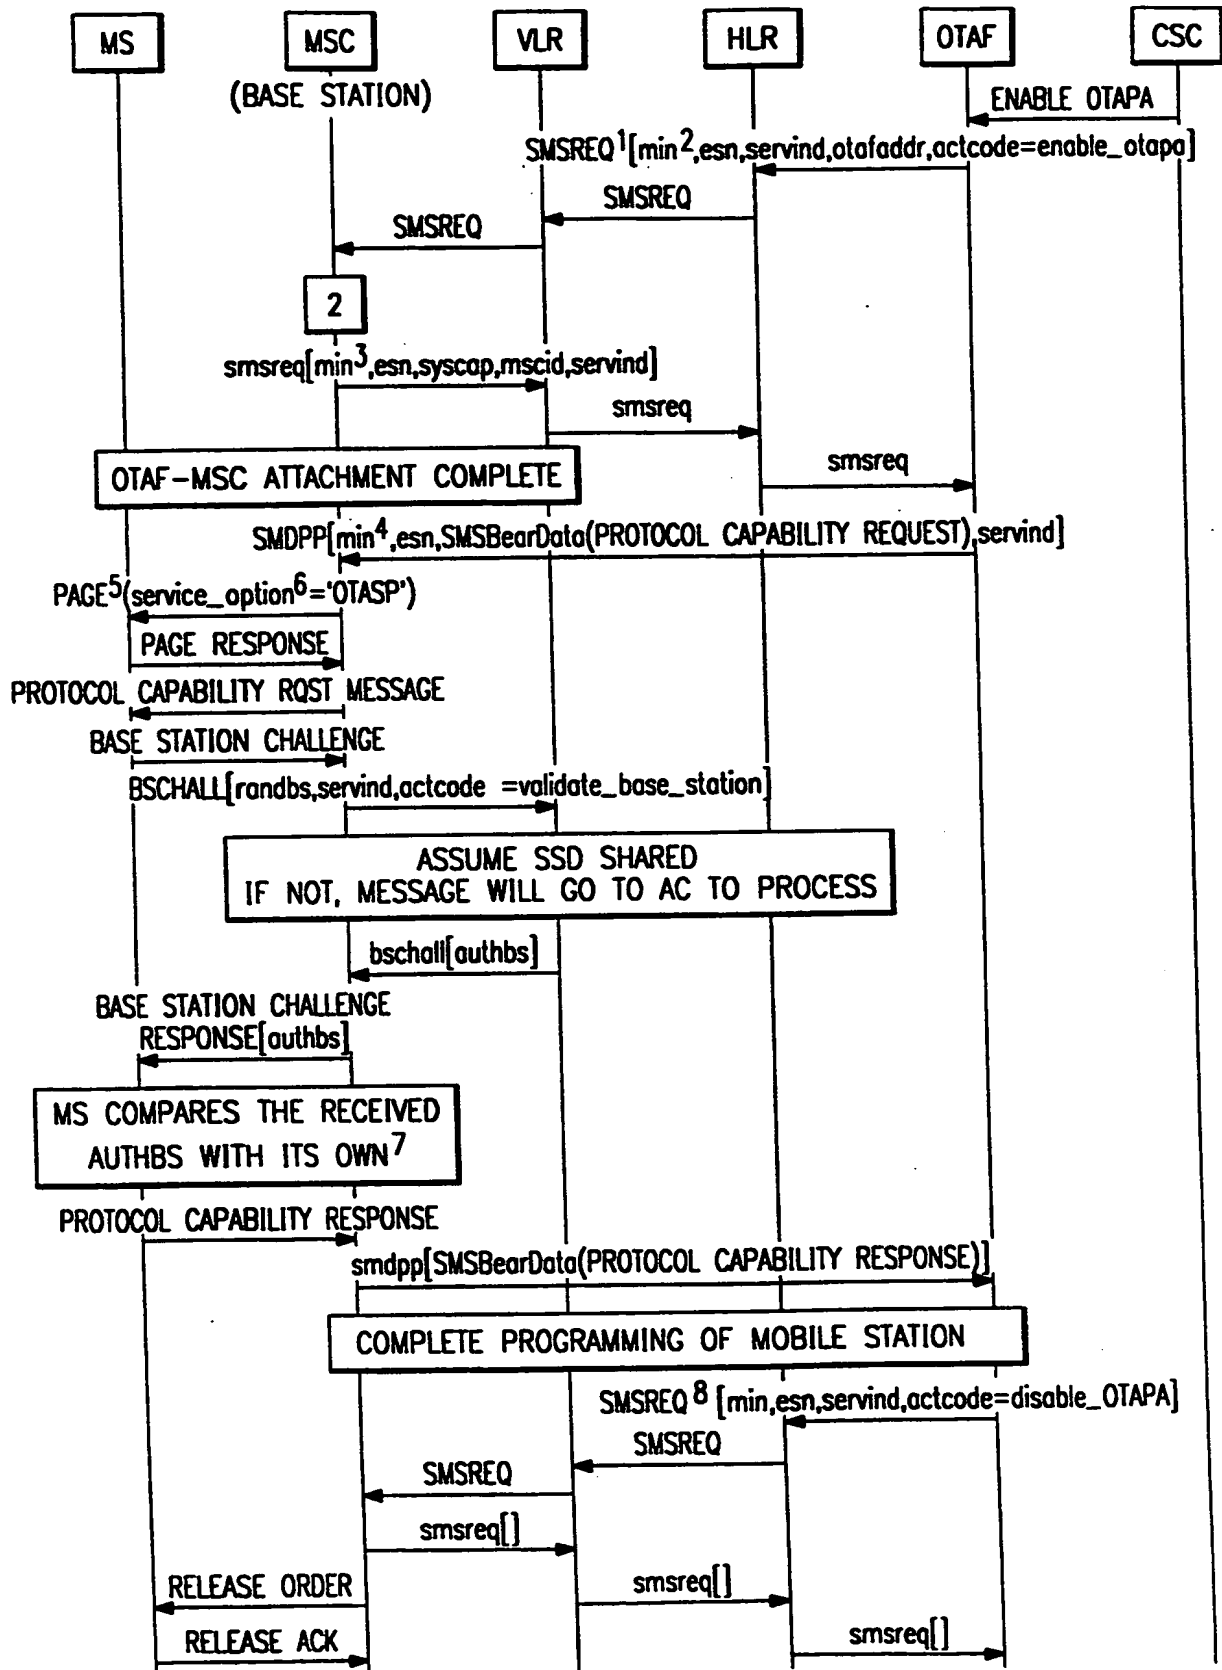 MS MSC VLR HLR OTAF CSC
(BASE STATION)
ENABLE OTAPA
SMSREQ¹[min²,esn,servind,otafaddr,actcode=enable_otapa]
SMSREQ
SMSREQ
2
smsreq[min³,esn,syscap,mscid,servind]
smsreq
OTAF-MSC ATTACHMENT COMPLETE
smsreq
SMDPP[min⁴,esn,SMSBearData(PROTOCOL CAPABILITY REQUEST),servind]
PAGE⁵(service_option⁶='OTASP')
PAGE RESPONSE
PROTOCOL CAPABILITY RQST MESSAGE
BASE STATION CHALLENGE
BSCHALL[randbs,servind,actcode =validate_base_station]
ASSUME SSD SHARED
IF NOT, MESSAGE WILL GO TO AC TO PROCESS
bschall[authbs]
BASE STATION CHALLENGE
RESPONSE[authbs]
MS COMPARES THE RECEIVED
AUTHBS WITH ITS OWN⁷
PROTOCOL CAPABILITY RESPONSE
smdpp[SMSBearData(PROTOCOL CAPABILITY RESPONSE)]
COMPLETE PROGRAMMING OF MOBILE STATION
SMSREQ⁸ [min,esn,servind,actcode=disable_OTAPA]
SMSREQ
SMSREQ
smsreq[]
RELEASE ORDER
smsreq[]
RELEASE ACK
smsreq[]